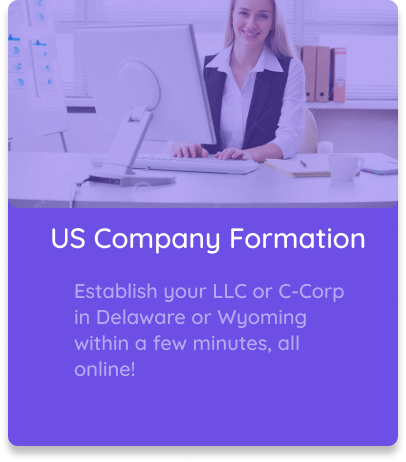 US Company Formation
Establish your LLC or C-Corp
in Delaware or Wyoming
within a few minutes, all
online!